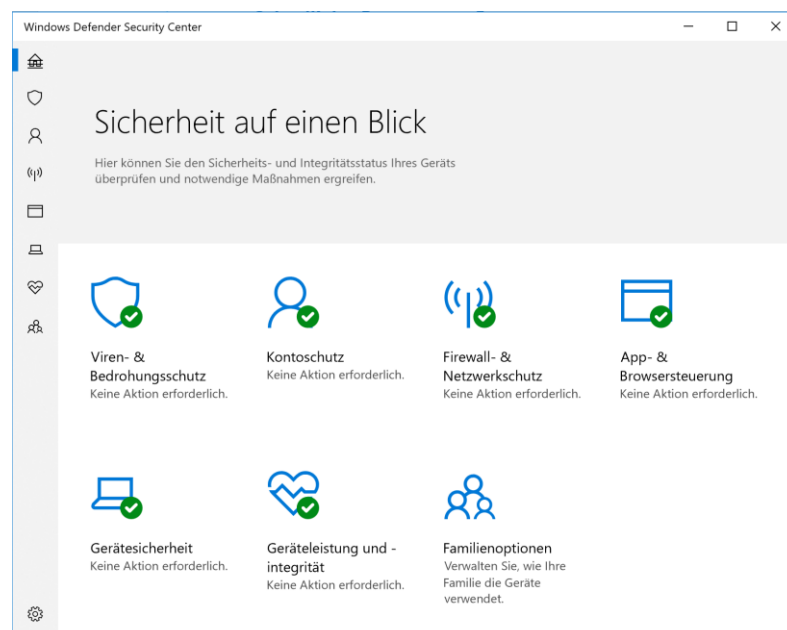 Windows Defender Security Center
Sicherheit auf einen Blick
Hier können Sie den Sicherheits- und Integritätsstatus Ihres Geräts
überprüfen und notwendige Maßnahmen ergreifen.
Viren- &
Bedrohungsschutz
Keine Aktion erforderlich.
Kontoschutz
Keine Aktion erforderlich.
Firewall- &
Netzwerkschutz
Keine Aktion erforderlich.
App- &
Browsersteuerung
Keine Aktion erforderlich.
Gerätesicherheit
Keine Aktion erforderlich.
Geräteleistung und -
integrität
Keine Aktion erforderlich.
Familienoptionen
Verwalten Sie, wie Ihre
Familie die Geräte
verwendet.